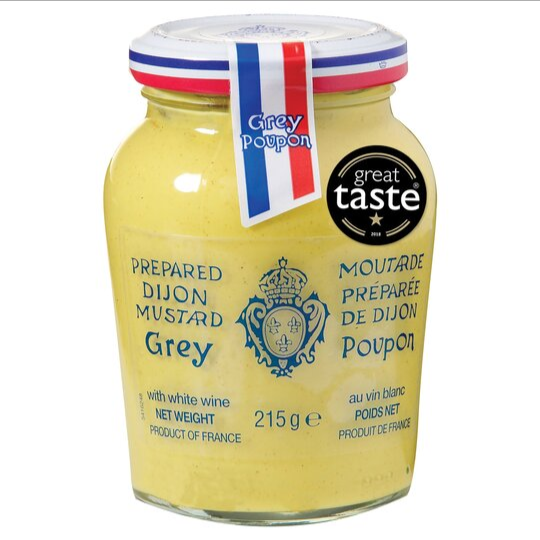 Grey
Poupon
great
taste®
2018
PREPARED
DIJON
MUSTARD
Grey
MOUTARDE
PRÉPARÉE
DE DIJON
Poupon
with white wine
NET WEIGHT
PRODUCT OF FRANCE
215g℮
au vin blanc
POIDS NET
PRODUIT DE FRANCE